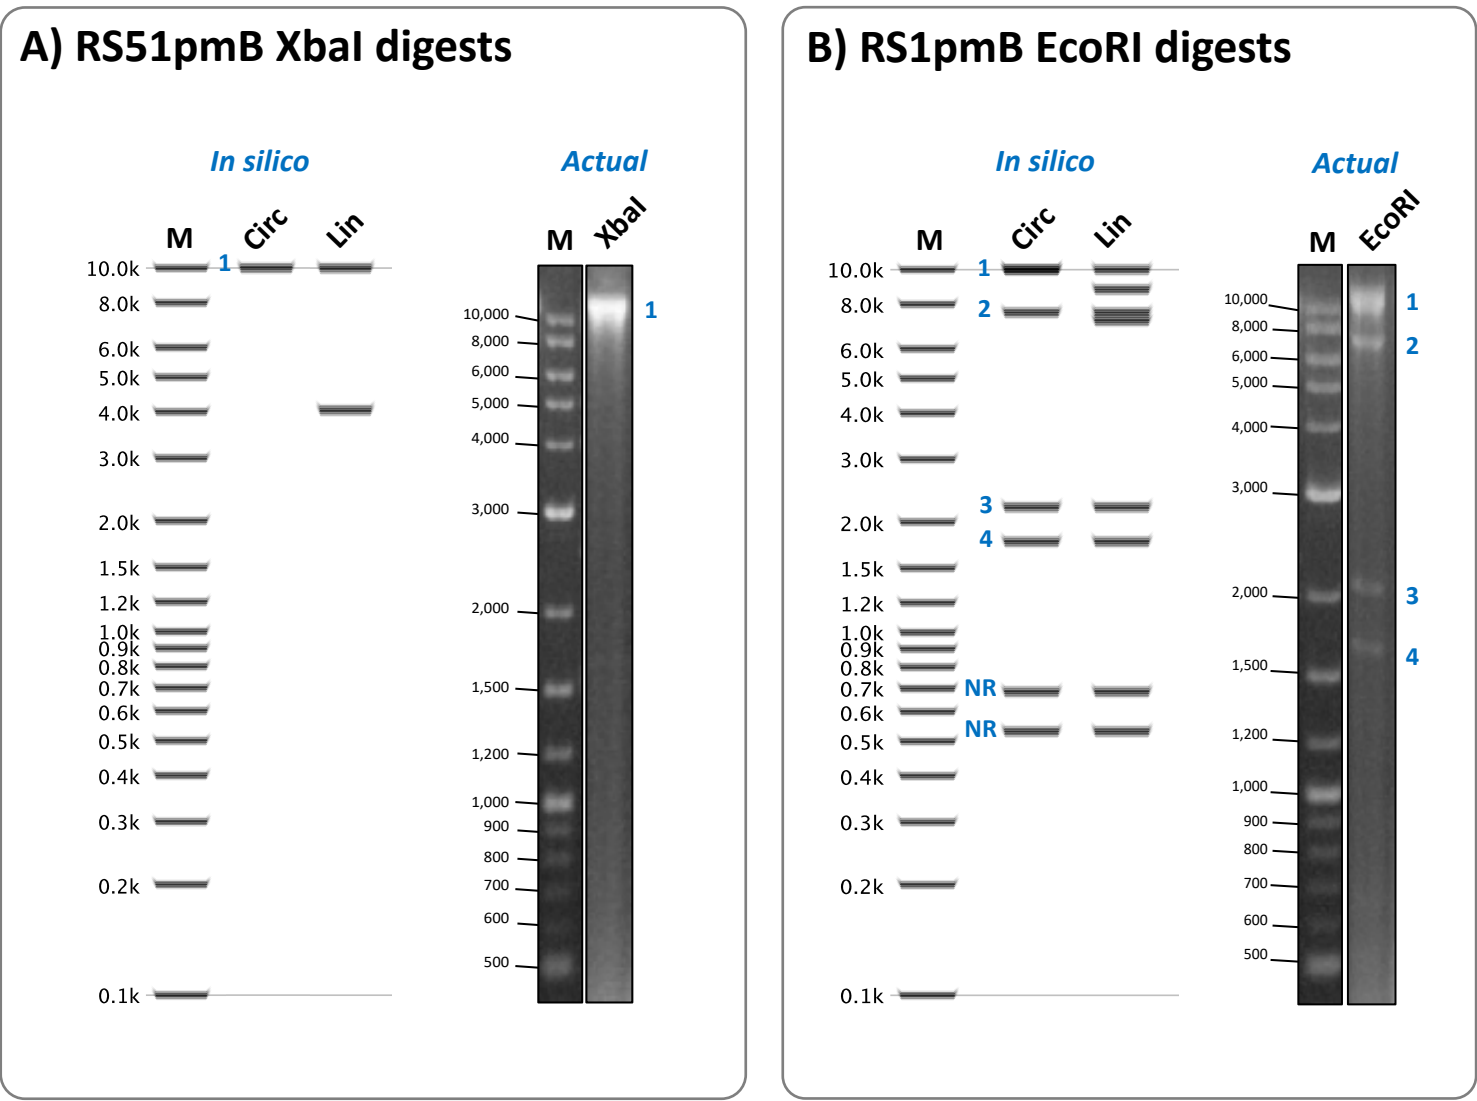 A) RS51pmB XbaI digests
In silico
Actual
M
Circ
Lin
M
XbaI
10.0k
8.0k
6.0k
5.0k
4.0k
3.0k
2.0k
1.5k
1.2k
1.0k
0.9k
0.8k
0.7k
0.6k
0.5k
0.4k
0.3k
0.2k
0.1k
1
10,000
8,000
6,000
5,000
4,000
3,000
2,000
1,500
1,200
1,000
900
800
700
600
500
1
B) RS1pmB EcoRI digests
In silico
Actual
M
Circ
Lin
M
EcoRI
10.0k
8.0k
6.0k
5.0k
4.0k
3.0k
2.0k
1.5k
1.2k
1.0k
0.9k
0.8k
0.7k
0.6k
0.5k
0.4k
0.3k
0.2k
0.1k
1
2
3
4
NR
NR
10,000
8,000
6,000
5,000
4,000
3,000
2,000
1,500
1,200
1,000
900
800
700
600
500
1
2
3
4